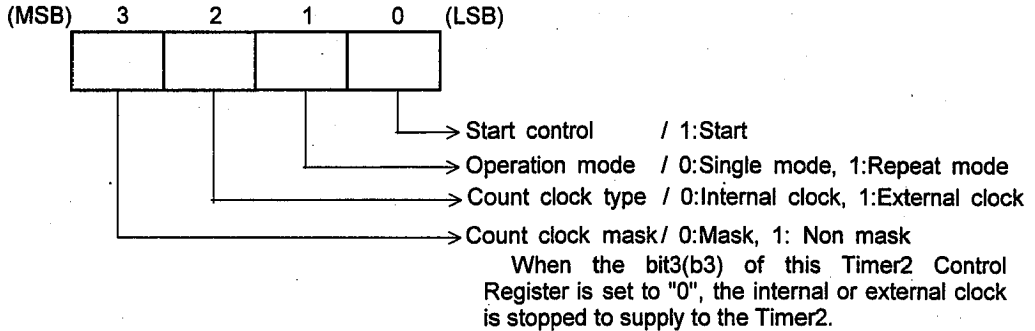 (MSB) 3 2 1 0 (LSB)
Start control / 1:Start
Operation mode / 0:Single mode, 1:Repeat mode
Count clock type / 0:Internal clock, 1:External clock
Count clock mask/ 0:Mask, 1: Non mask
When the bit3(b3) of this Timer2 Control
Register is set to "0", the internal or external clock
is stopped to supply to the Timer2.